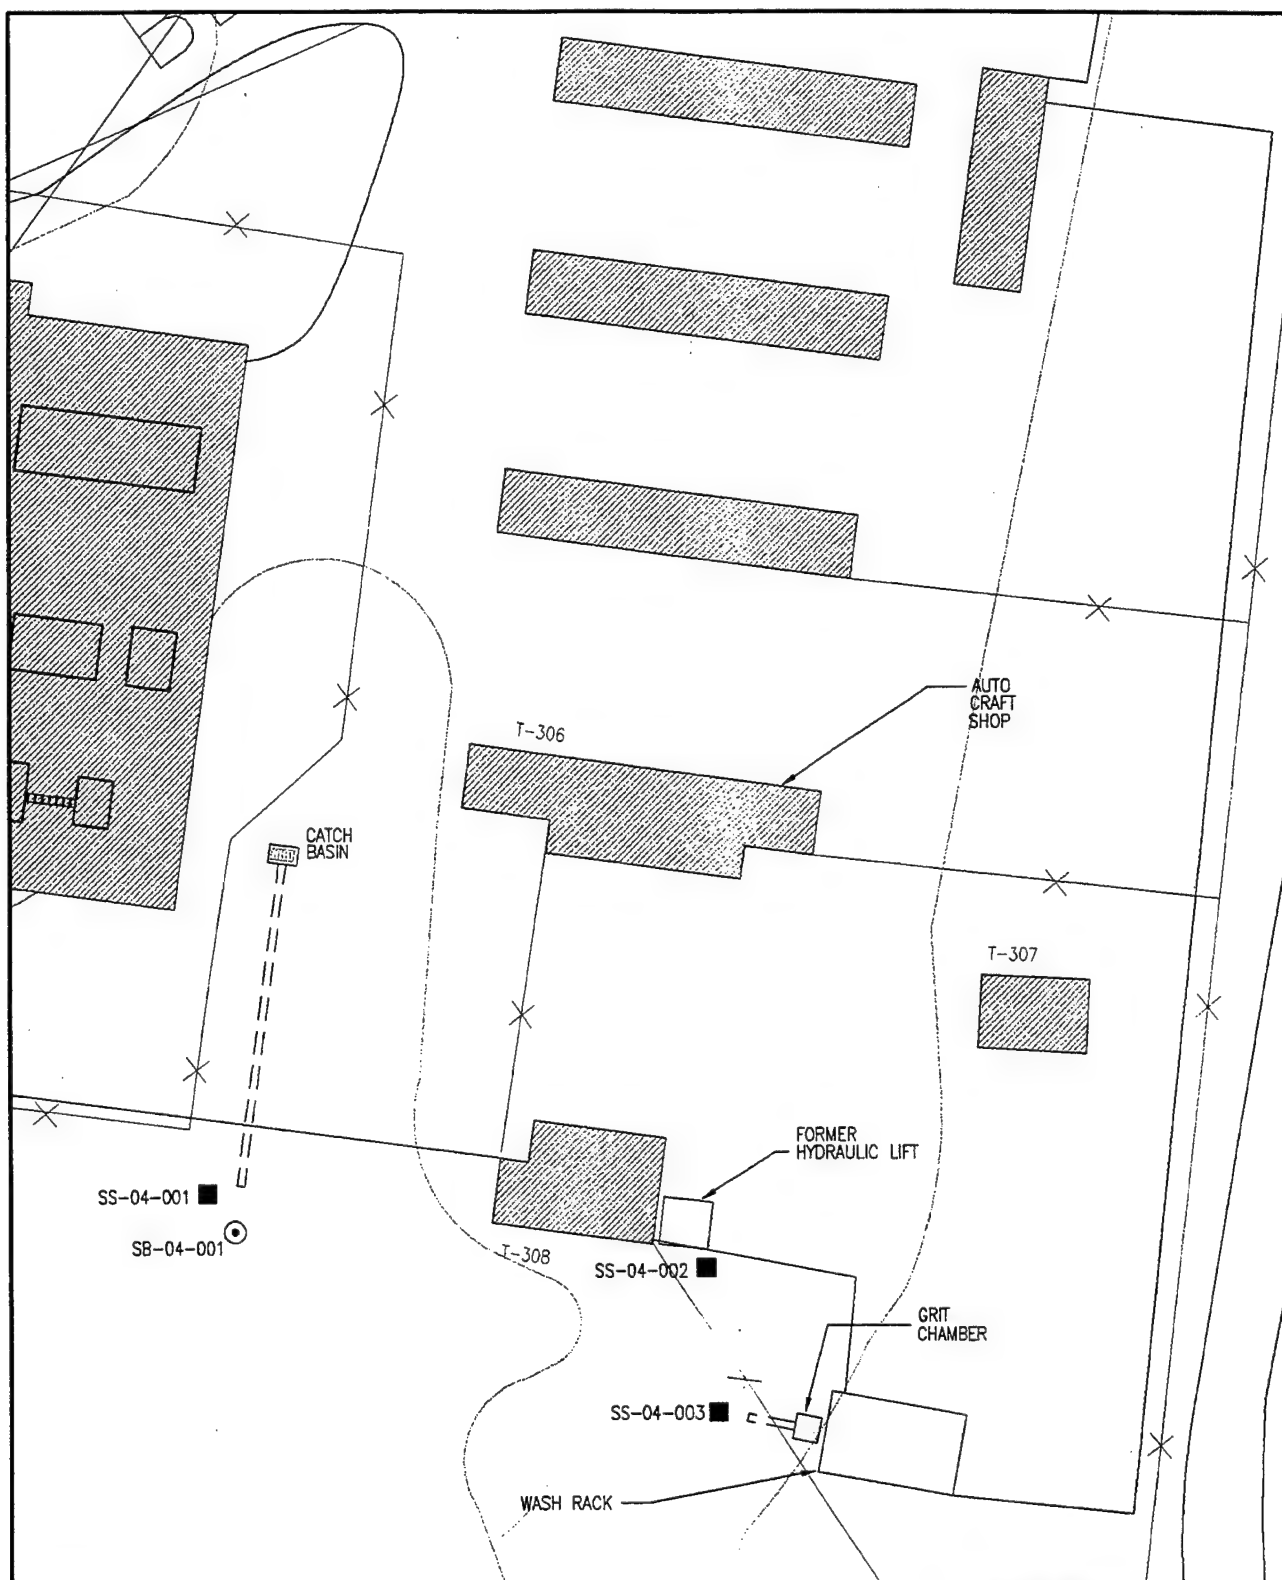 AUTO
CRAFT
SHOP
T-306
CATCH
BASIN
T-307
FORMER
HYDRAULIC LIFT
SS-04-001
SB-04-001
T-308
SS-04-002
GRIT
CHAMBER
SS-04-003
WASH RACK